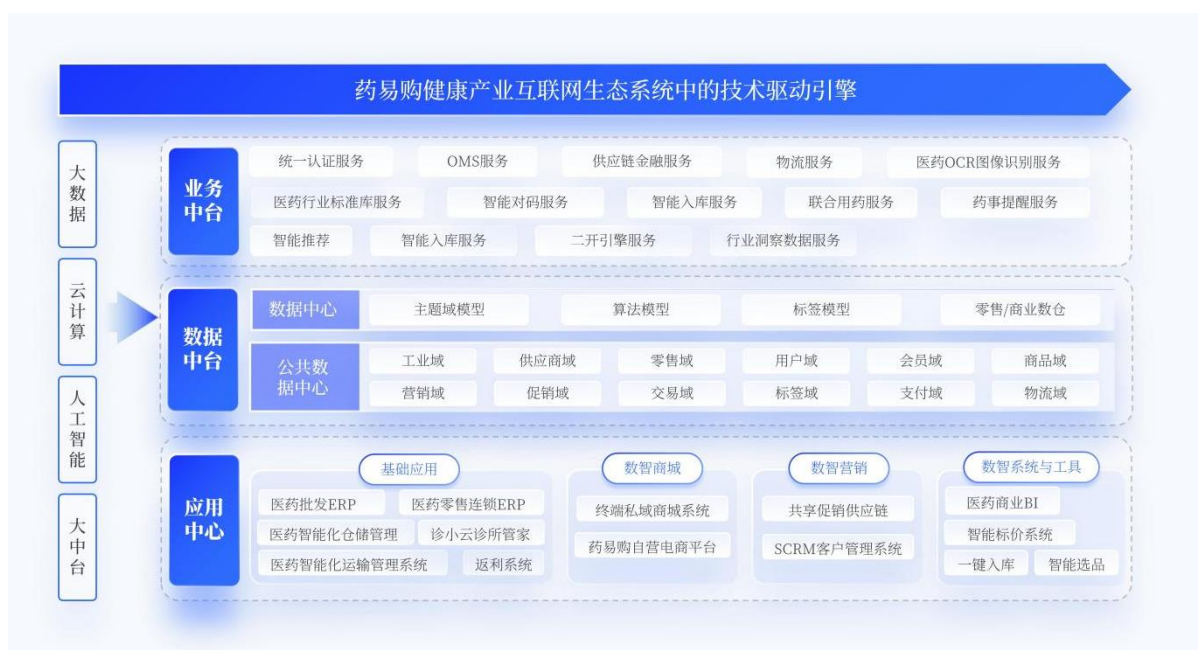 药易购健康产业互联网生态系统中的技术驱动引擎
大数据
云计算
人工智能
大中台
业务
中台
统一认证服务 OMS服务 供应链金融服务 物流服务 医药OCR图像识别服务
医药行业标准库服务 智能对码服务 智能入库服务 联合用药服务 药事提醒服务
智能推荐 智能入库服务 二开引擎服务 行业洞察数据服务
数据
中台
数据中心 主题域模型 算法模型 标签模型 零售/商业数仓
公共数
据中心
工业域 供应商域 零售域 用户域 会员域 商品域
营销域 促销域 交易域 标签域 支付域 物流域
应用
中心
基础应用
医药批发ERP 医药零售连锁ERP
医药智能化仓储管理 诊小云诊所管家
医药智能化运输管理系统 返利系统
数智商城
终端私域商城系统
药易购自营电商平台
数智营销
共享促销供应链
SCRM客户管理系统
数智系统与工具
医药商业BI
智能标价系统
一键入库 智能选品